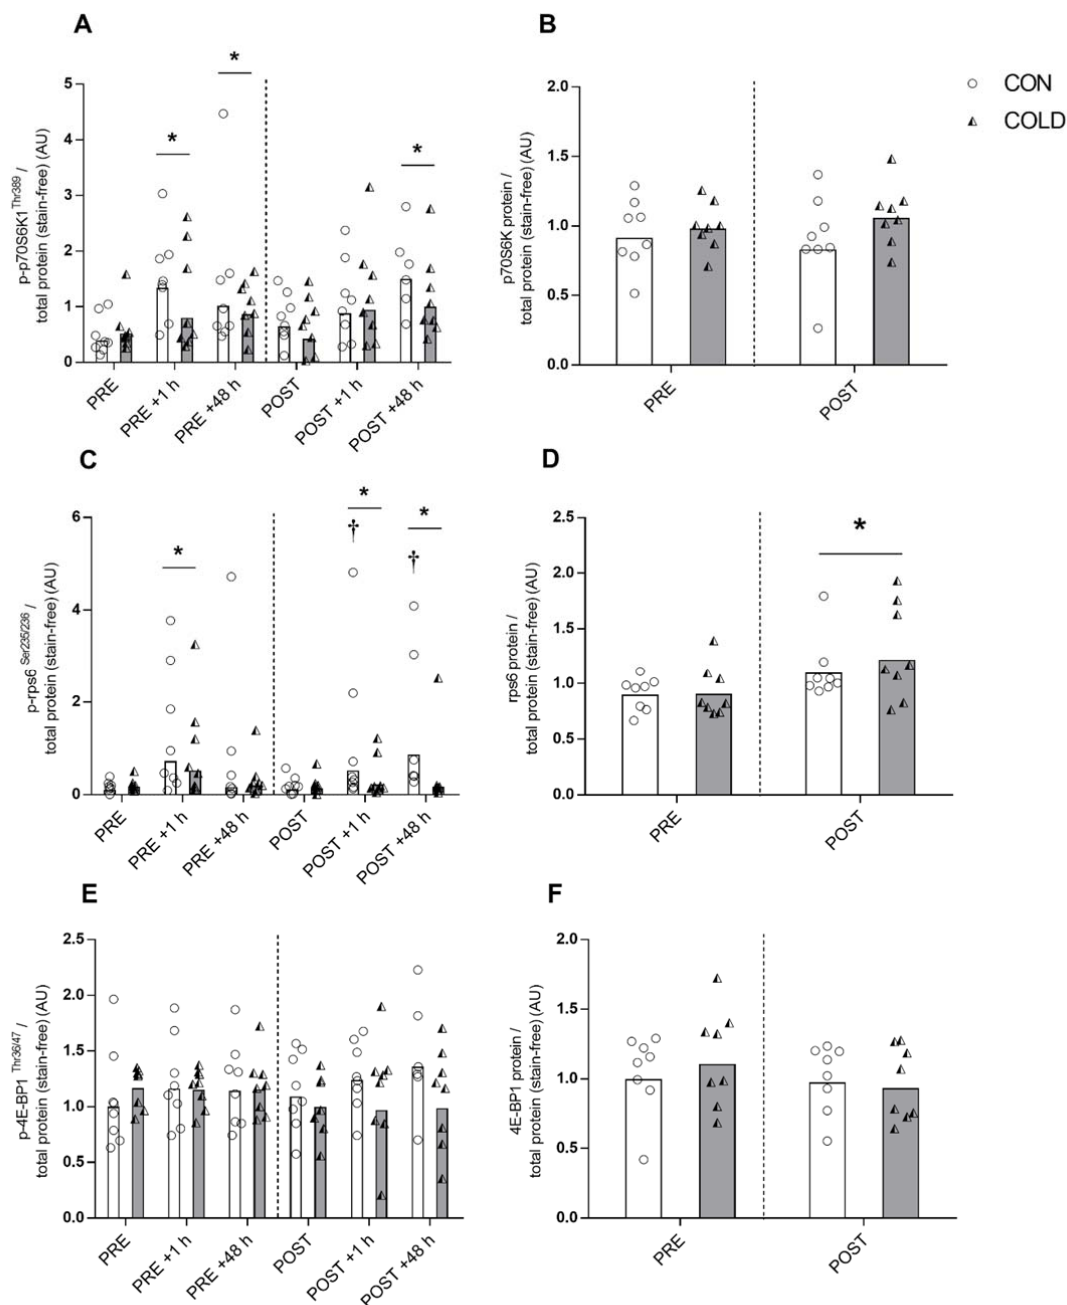 A
p-p70S6K1 Thr389 /
total protein (stain-free) (AU)
5
4
3
2
1
0
*
*
*
PRE
PRE +1 h
PRE +48 h
POST
POST +1 h
POST +48 h
B
p70S6K protein /
total protein (stain-free) (AU)
2.0
1.5
1.0
0.5
0.0
PRE
POST
CON
COLD
C
p-rps6 Ser235/236 /
total protein (stain-free) (AU)
6
4
2
0
*
*
†
*
†
PRE
PRE +1 h
PRE +48 h
POST
POST +1 h
POST +48 h
D
rps6 protein /
total protein (stain-free) (AU)
2.5
2.0
1.5
1.0
0.5
0.0
*
PRE
POST
E
p-4E-BP1 Thr36/47 /
total protein (stain-free) (AU)
2.5
2.0
1.5
1.0
0.5
0.0
PRE
PRE +1 h
PRE +48 h
POST
POST +1 h
POST +48 h
F
4E-BP1 protein /
total protein (stain-free) (AU)
2.0
1.5
1.0
0.5
0.0
PRE
POST